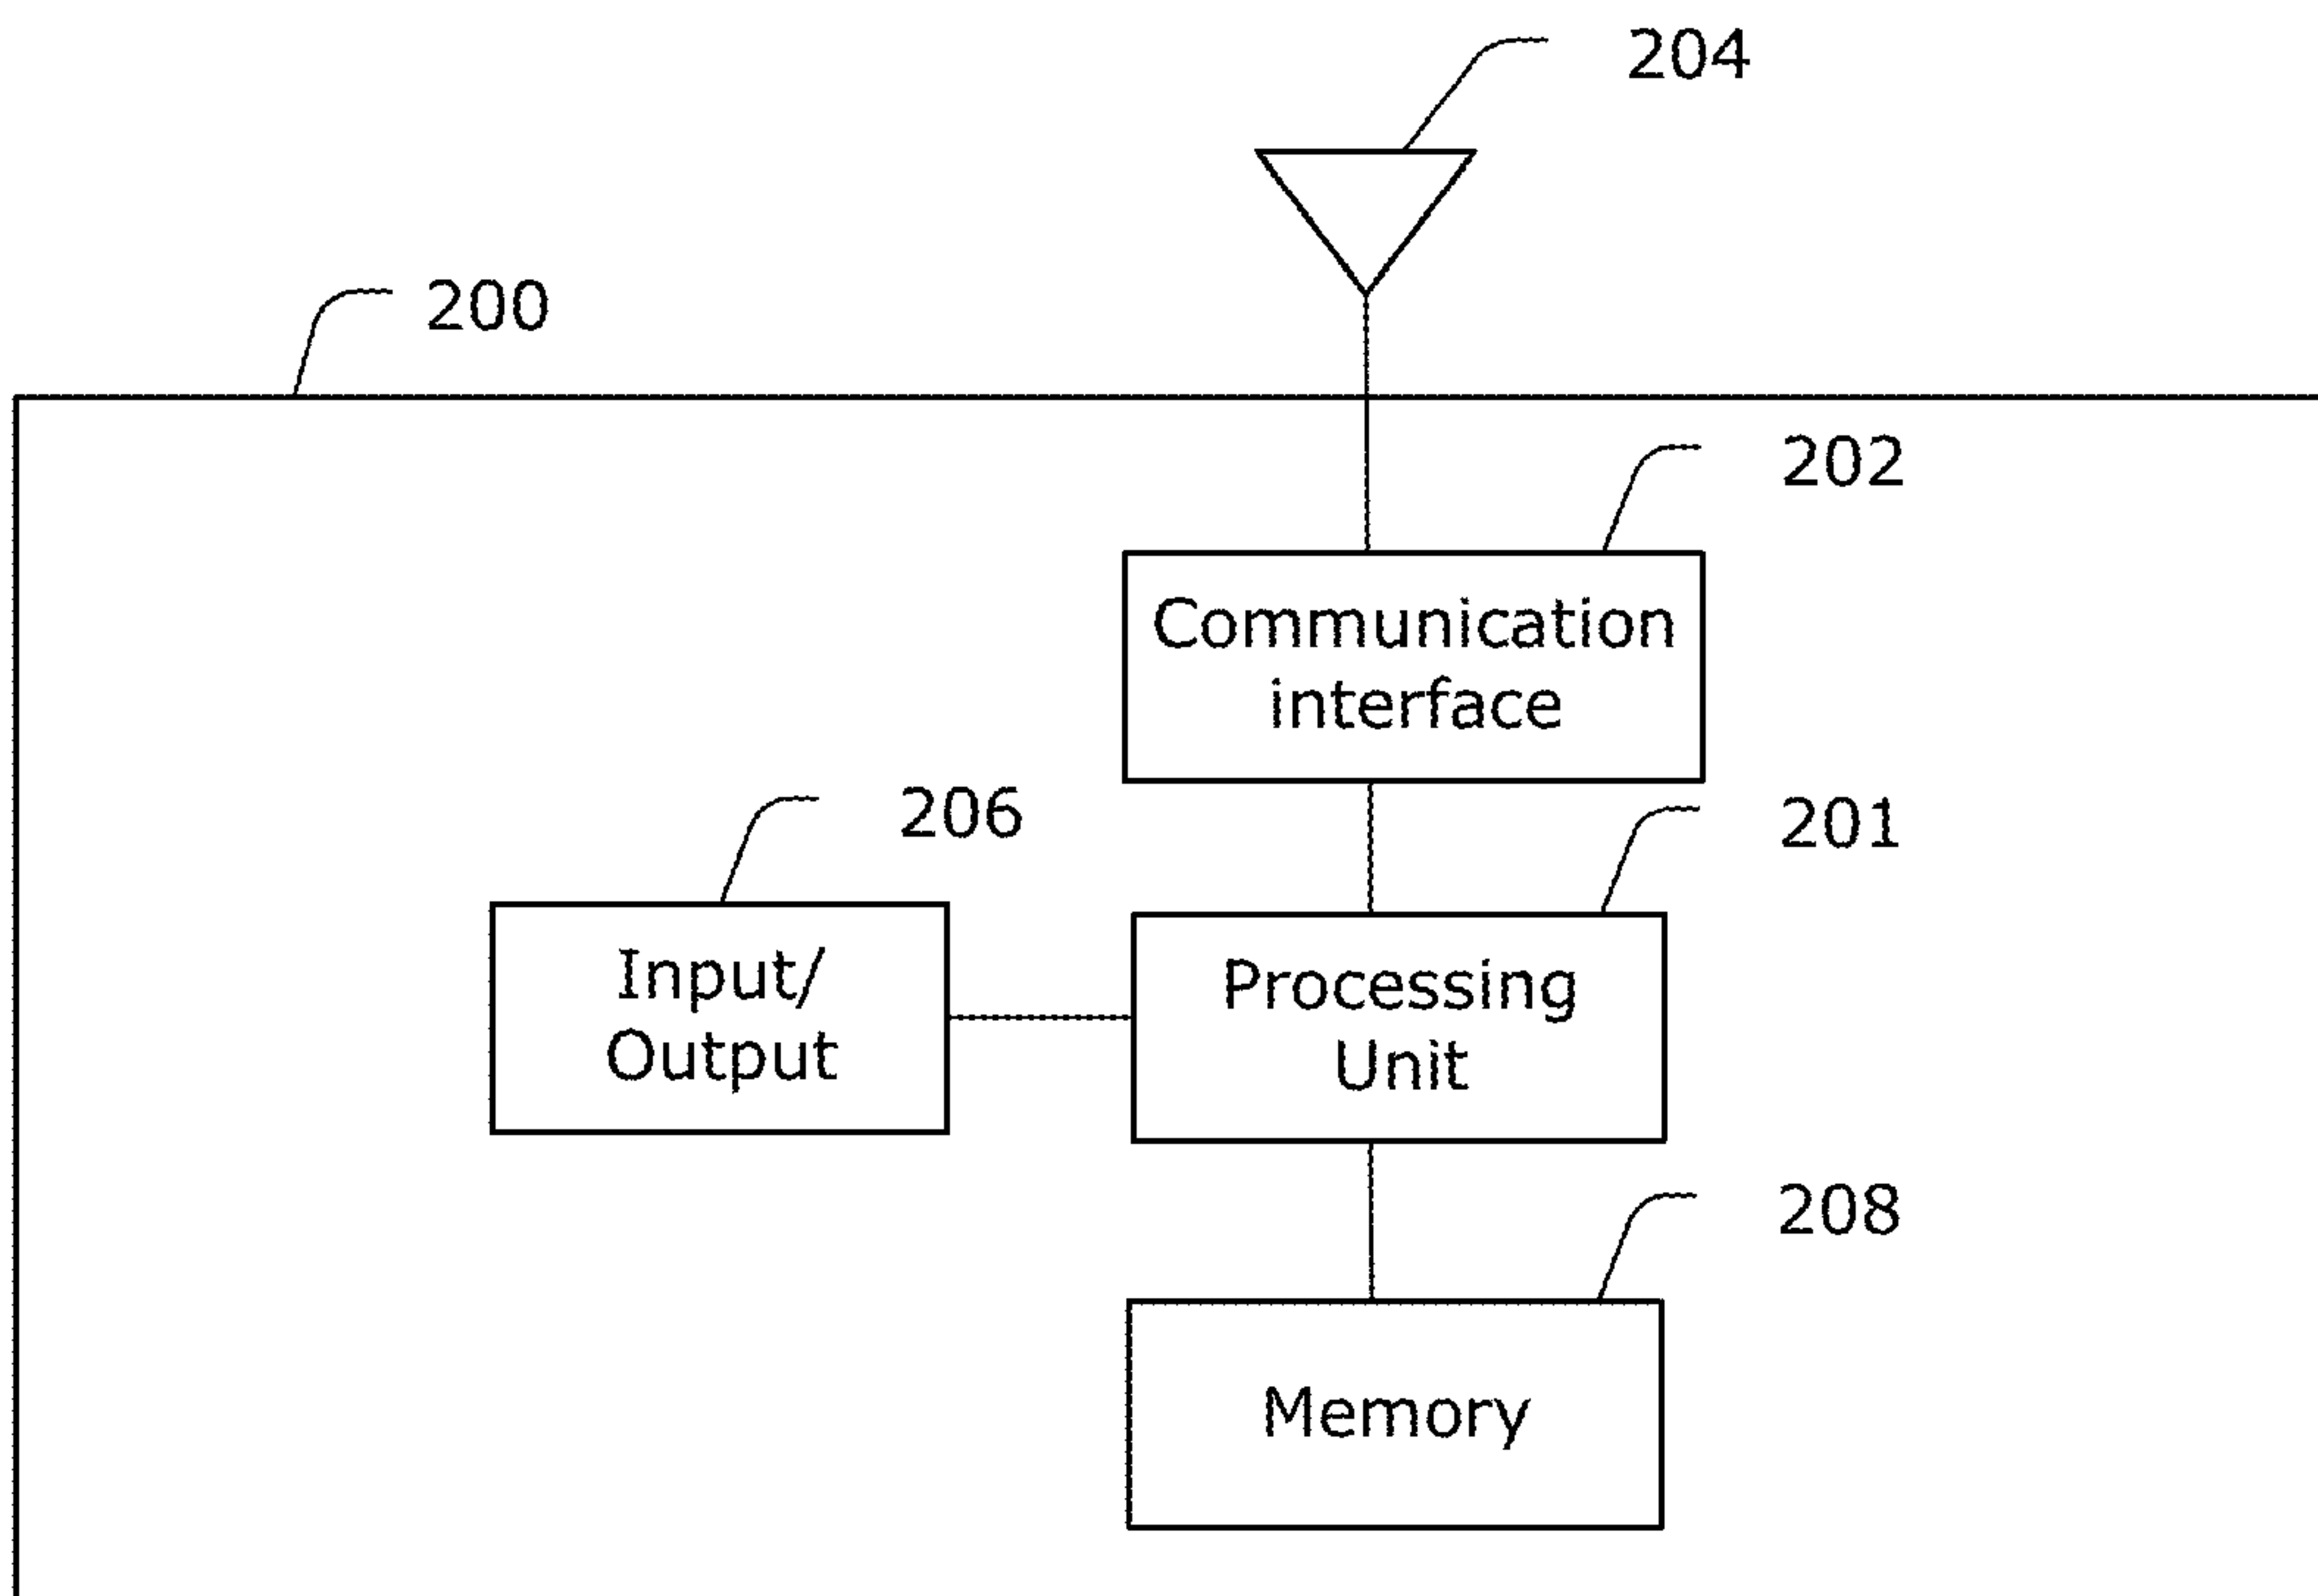 204
200
202
Communication
interface
206
201
Input/
Output
Processing
Unit
208
Memory